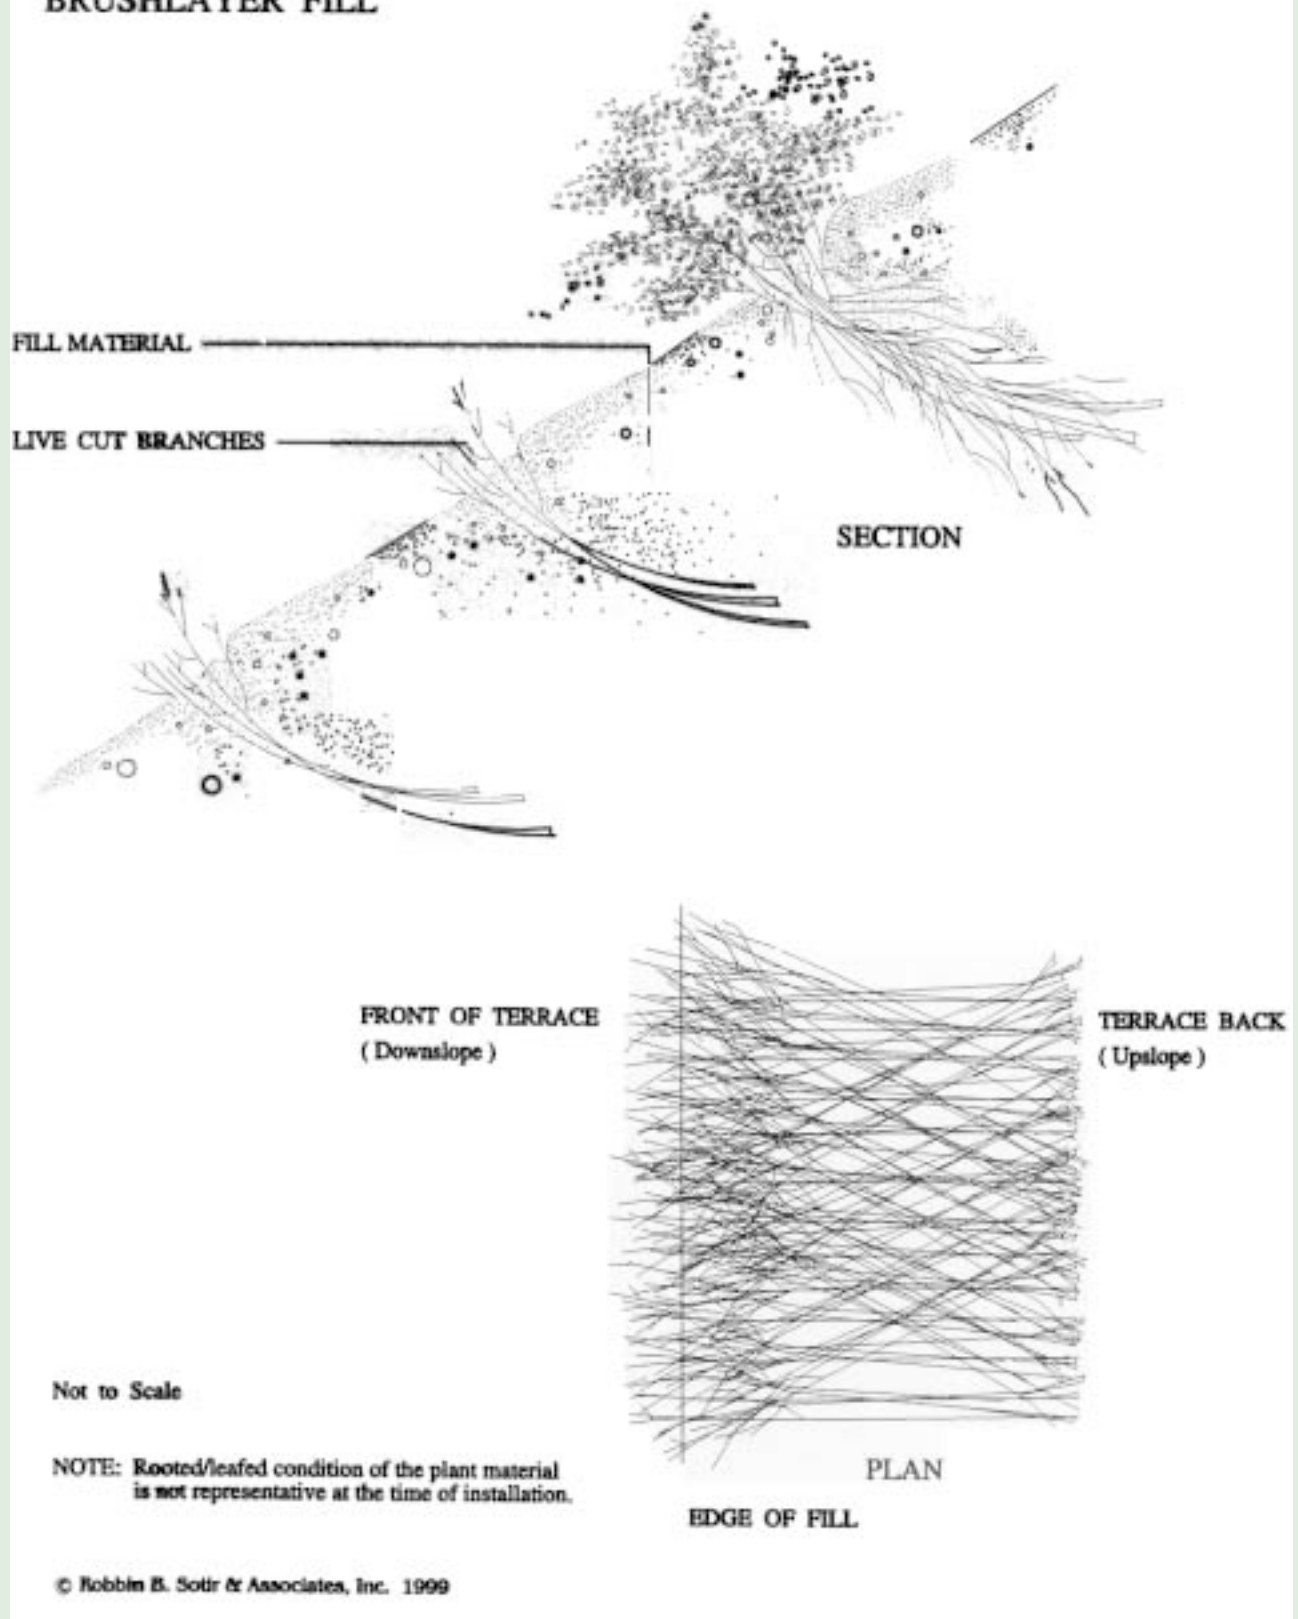 BRUSHLAYER FILL
FILL MATERIAL
LIVE CUT BRANCHES
SECTION
FRONT OF TERRACE
( Downslope )
TERRACE BACK
( Upslope )
Not to Scale
PLAN
NOTE: Rooted/leafed condition of the plant material
is not representative at the time of installation.
EDGE OF FILL
© Robbin B. Sotir & Associates, Inc. 1999